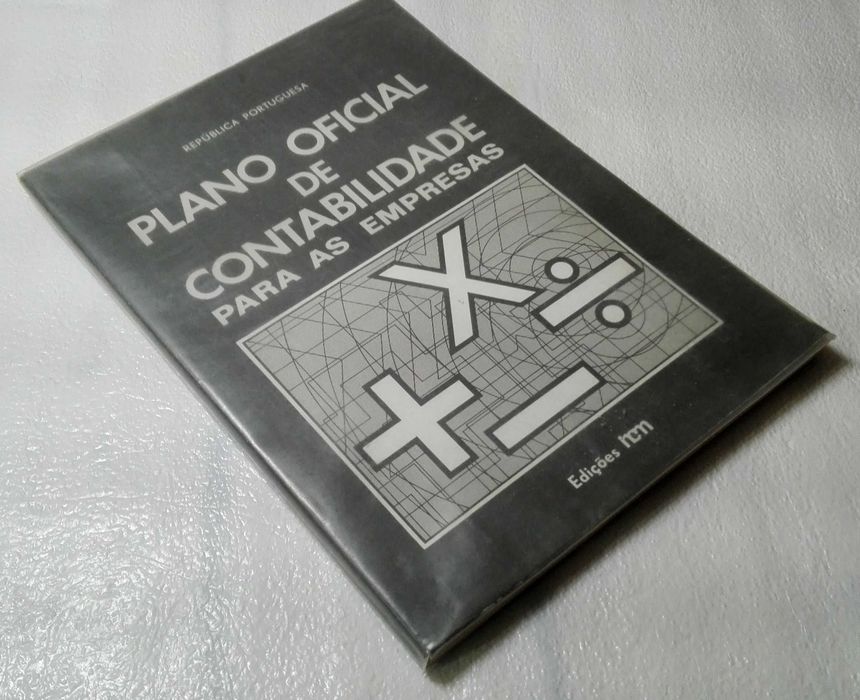 REPÚBLICA PORTUGUESA
PLANO OFICIAL
DE
CONTABILIDADE
PARA AS EMPRESAS
Edições